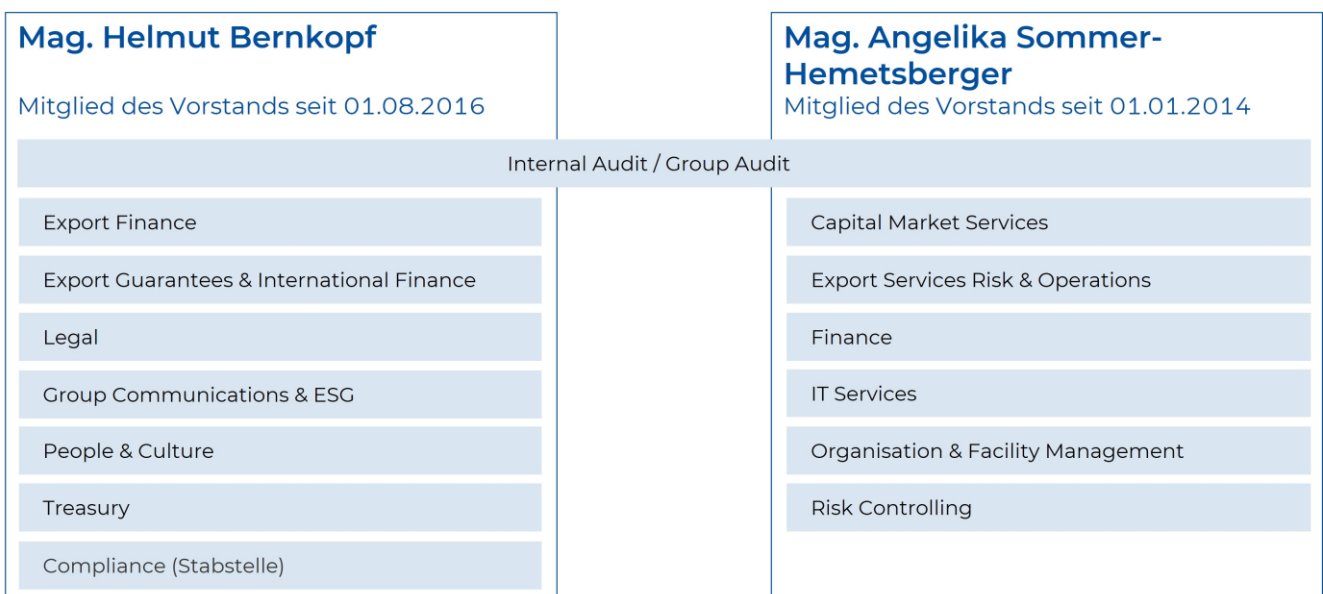 Mag. Helmut Bernkopf
Mitglied des Vorstands seit 01.08.2016
Mag. Angelika Sommer-
Hemetsberger
Mitglied des Vorstands seit 01.01.2014
Internal Audit / Group Audit
Export Finance
Export Guarantees & International Finance
Legal
Group Communications & ESG
People & Culture
Treasury
Compliance (Stabstelle)
Capital Market Services
Export Services Risk & Operations
Finance
IT Services
Organisation & Facility Management
Risk Controlling